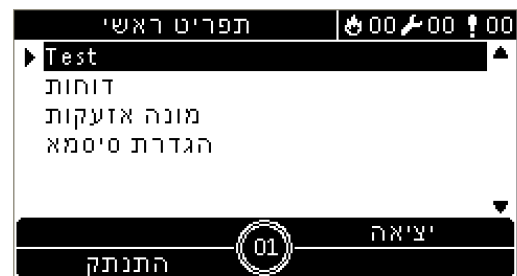 תפריט ראשי 00 00 00
Test
דוחות
מונה אזעקות
הגדרת סיסמא
יציאה
01
התנתק